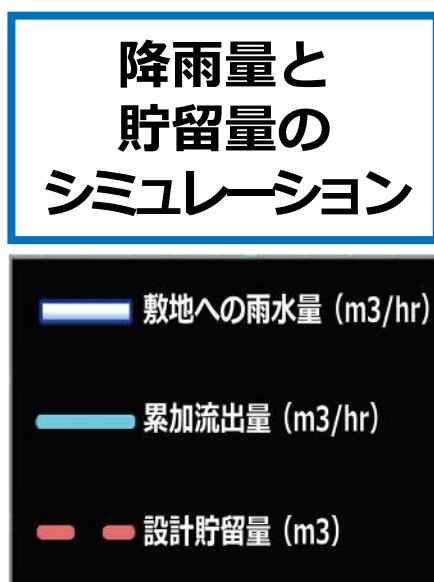 降雨量と
貯留量の
シミュレーション
敷地への雨水量（m3/hr）
累加流出量（m3/hr）
設計貯留量（m3）